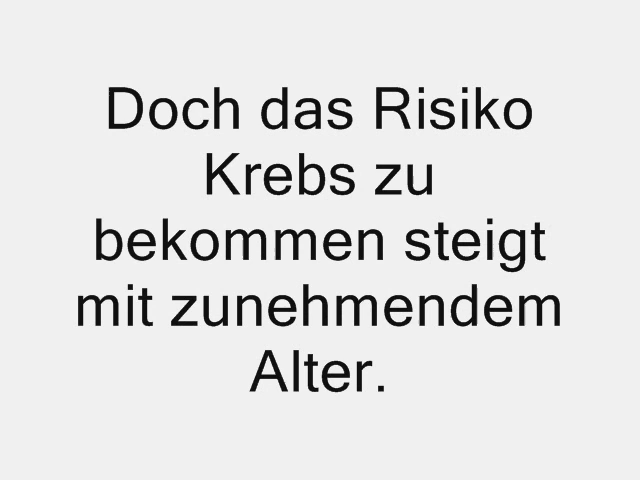 Doch das Risiko
Krebs zu
bekommen steigt
mit zunehmendem
Alter.